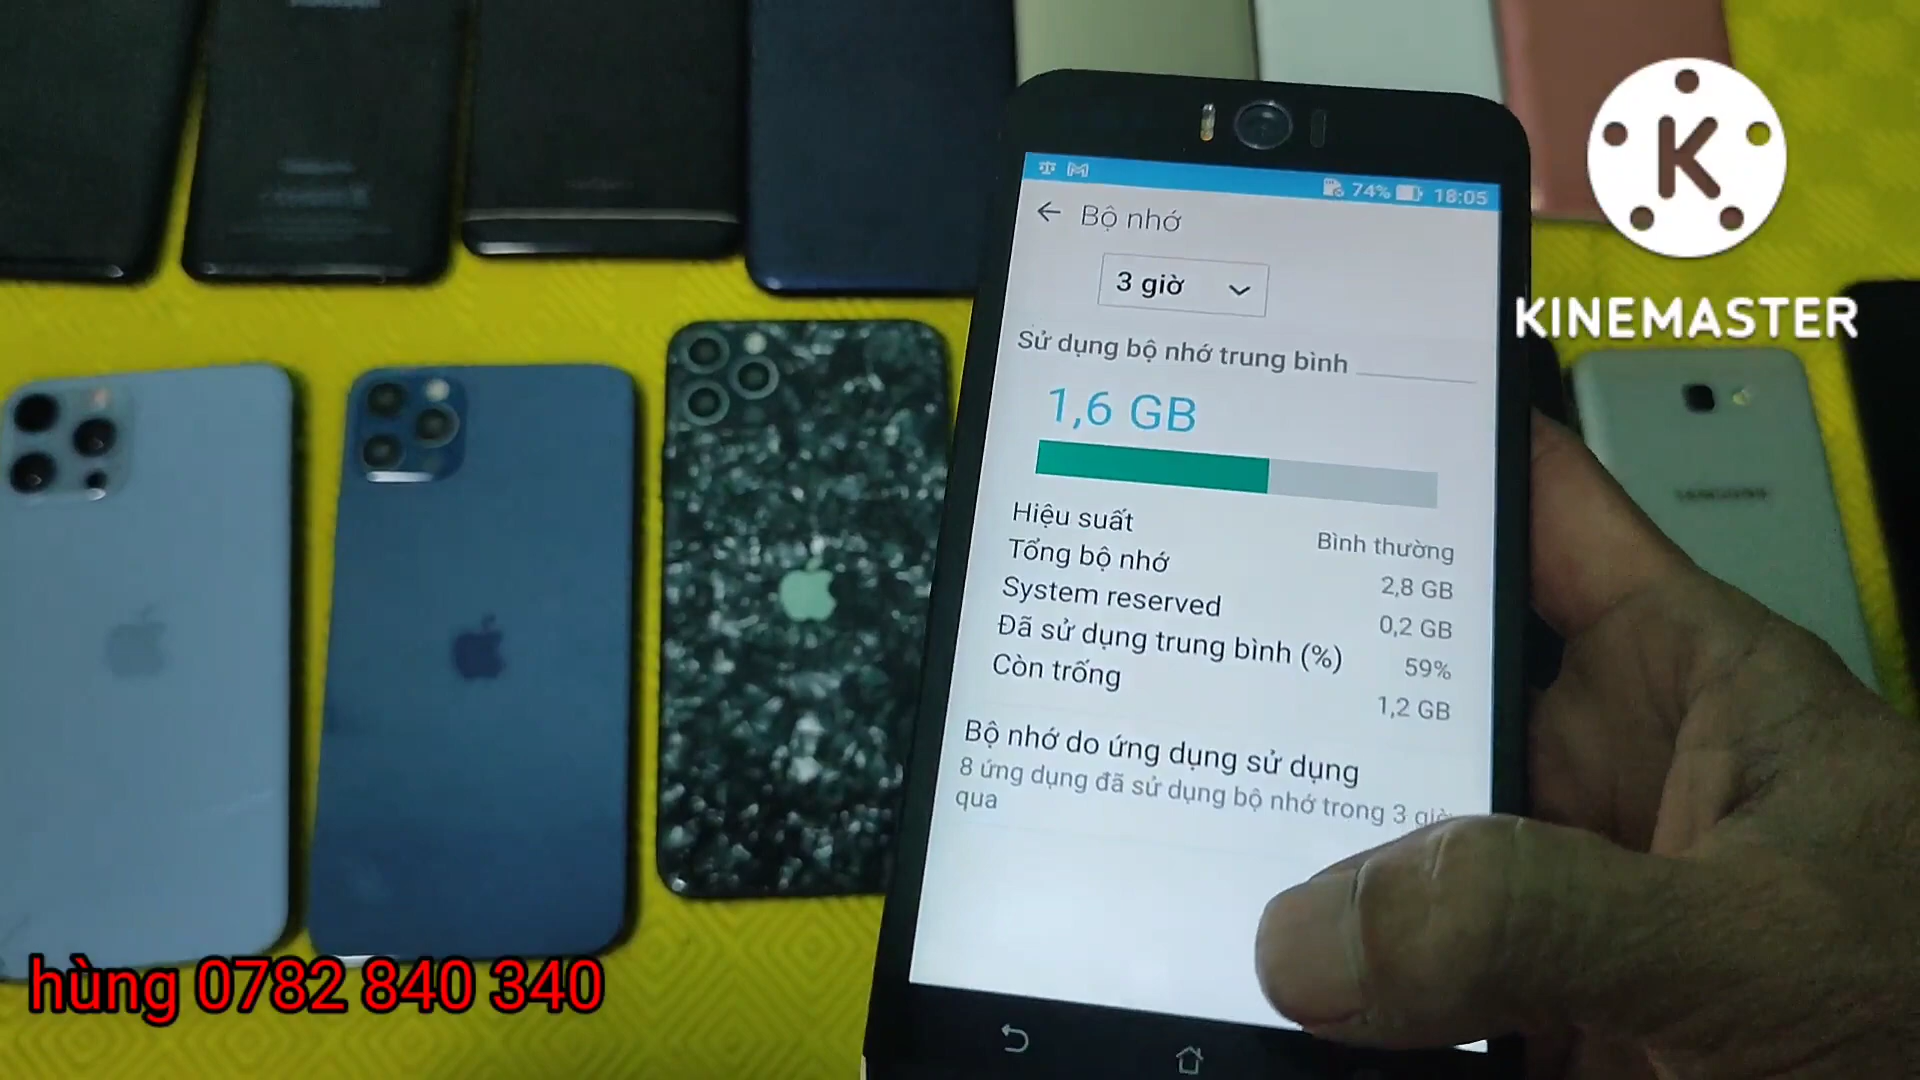 74% 18:05
Bộ nhớ
3 giờ
Sử dụng bộ nhớ trung bình
1,6 GB
Hiệu suất Bình thường
Tổng bộ nhớ 2,8 GB
System reserved 0,2 GB
Đã sử dụng trung bình (%) 59%
Còn trống 1,2 GB
Bộ nhớ do ứng dụng sử dụng
8 ứng dụng đã sử dụng bộ nhớ trong 3 giờ
qua
K
KINEMASTER
SAMSUNG
hùng 0782 840 340